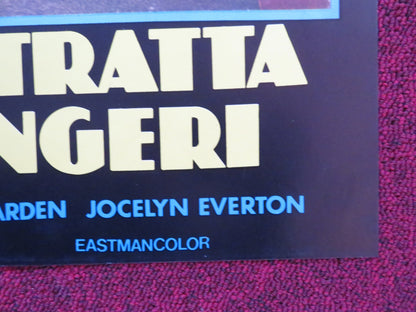 TRATTA
NGERI
ARDEN JOCELYN EVERTON
EASTMANCOLOR